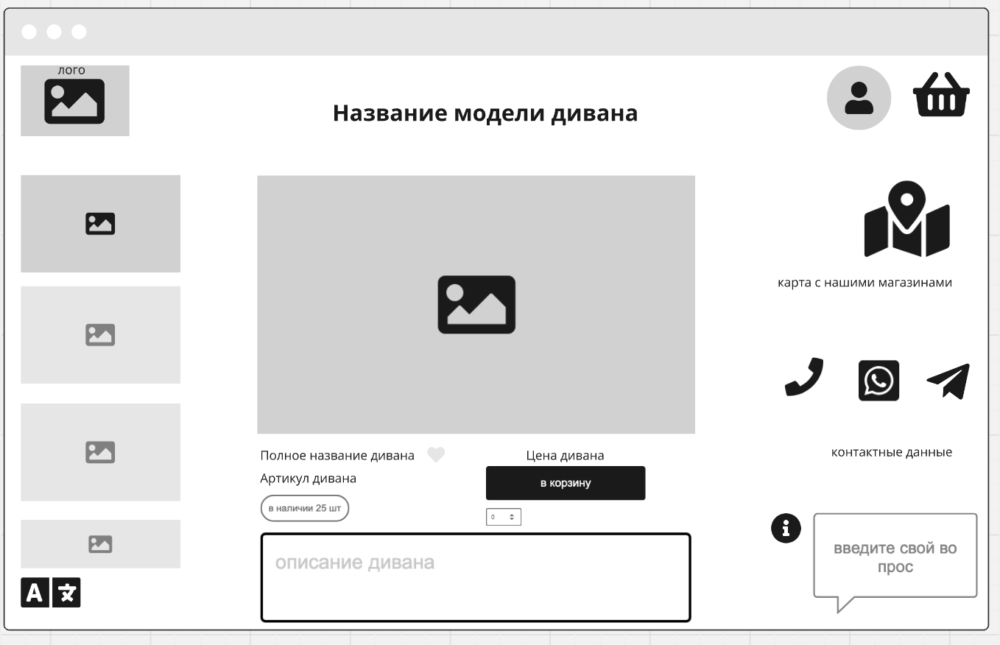 лого
Название модели дивана
карта с нашими магазинами
контактные данные
Полное название дивана
Цена дивана
Артикул дивана
в корзину
в наличии 25 шт
0
описание дивана
введите свой во
прос
A 文